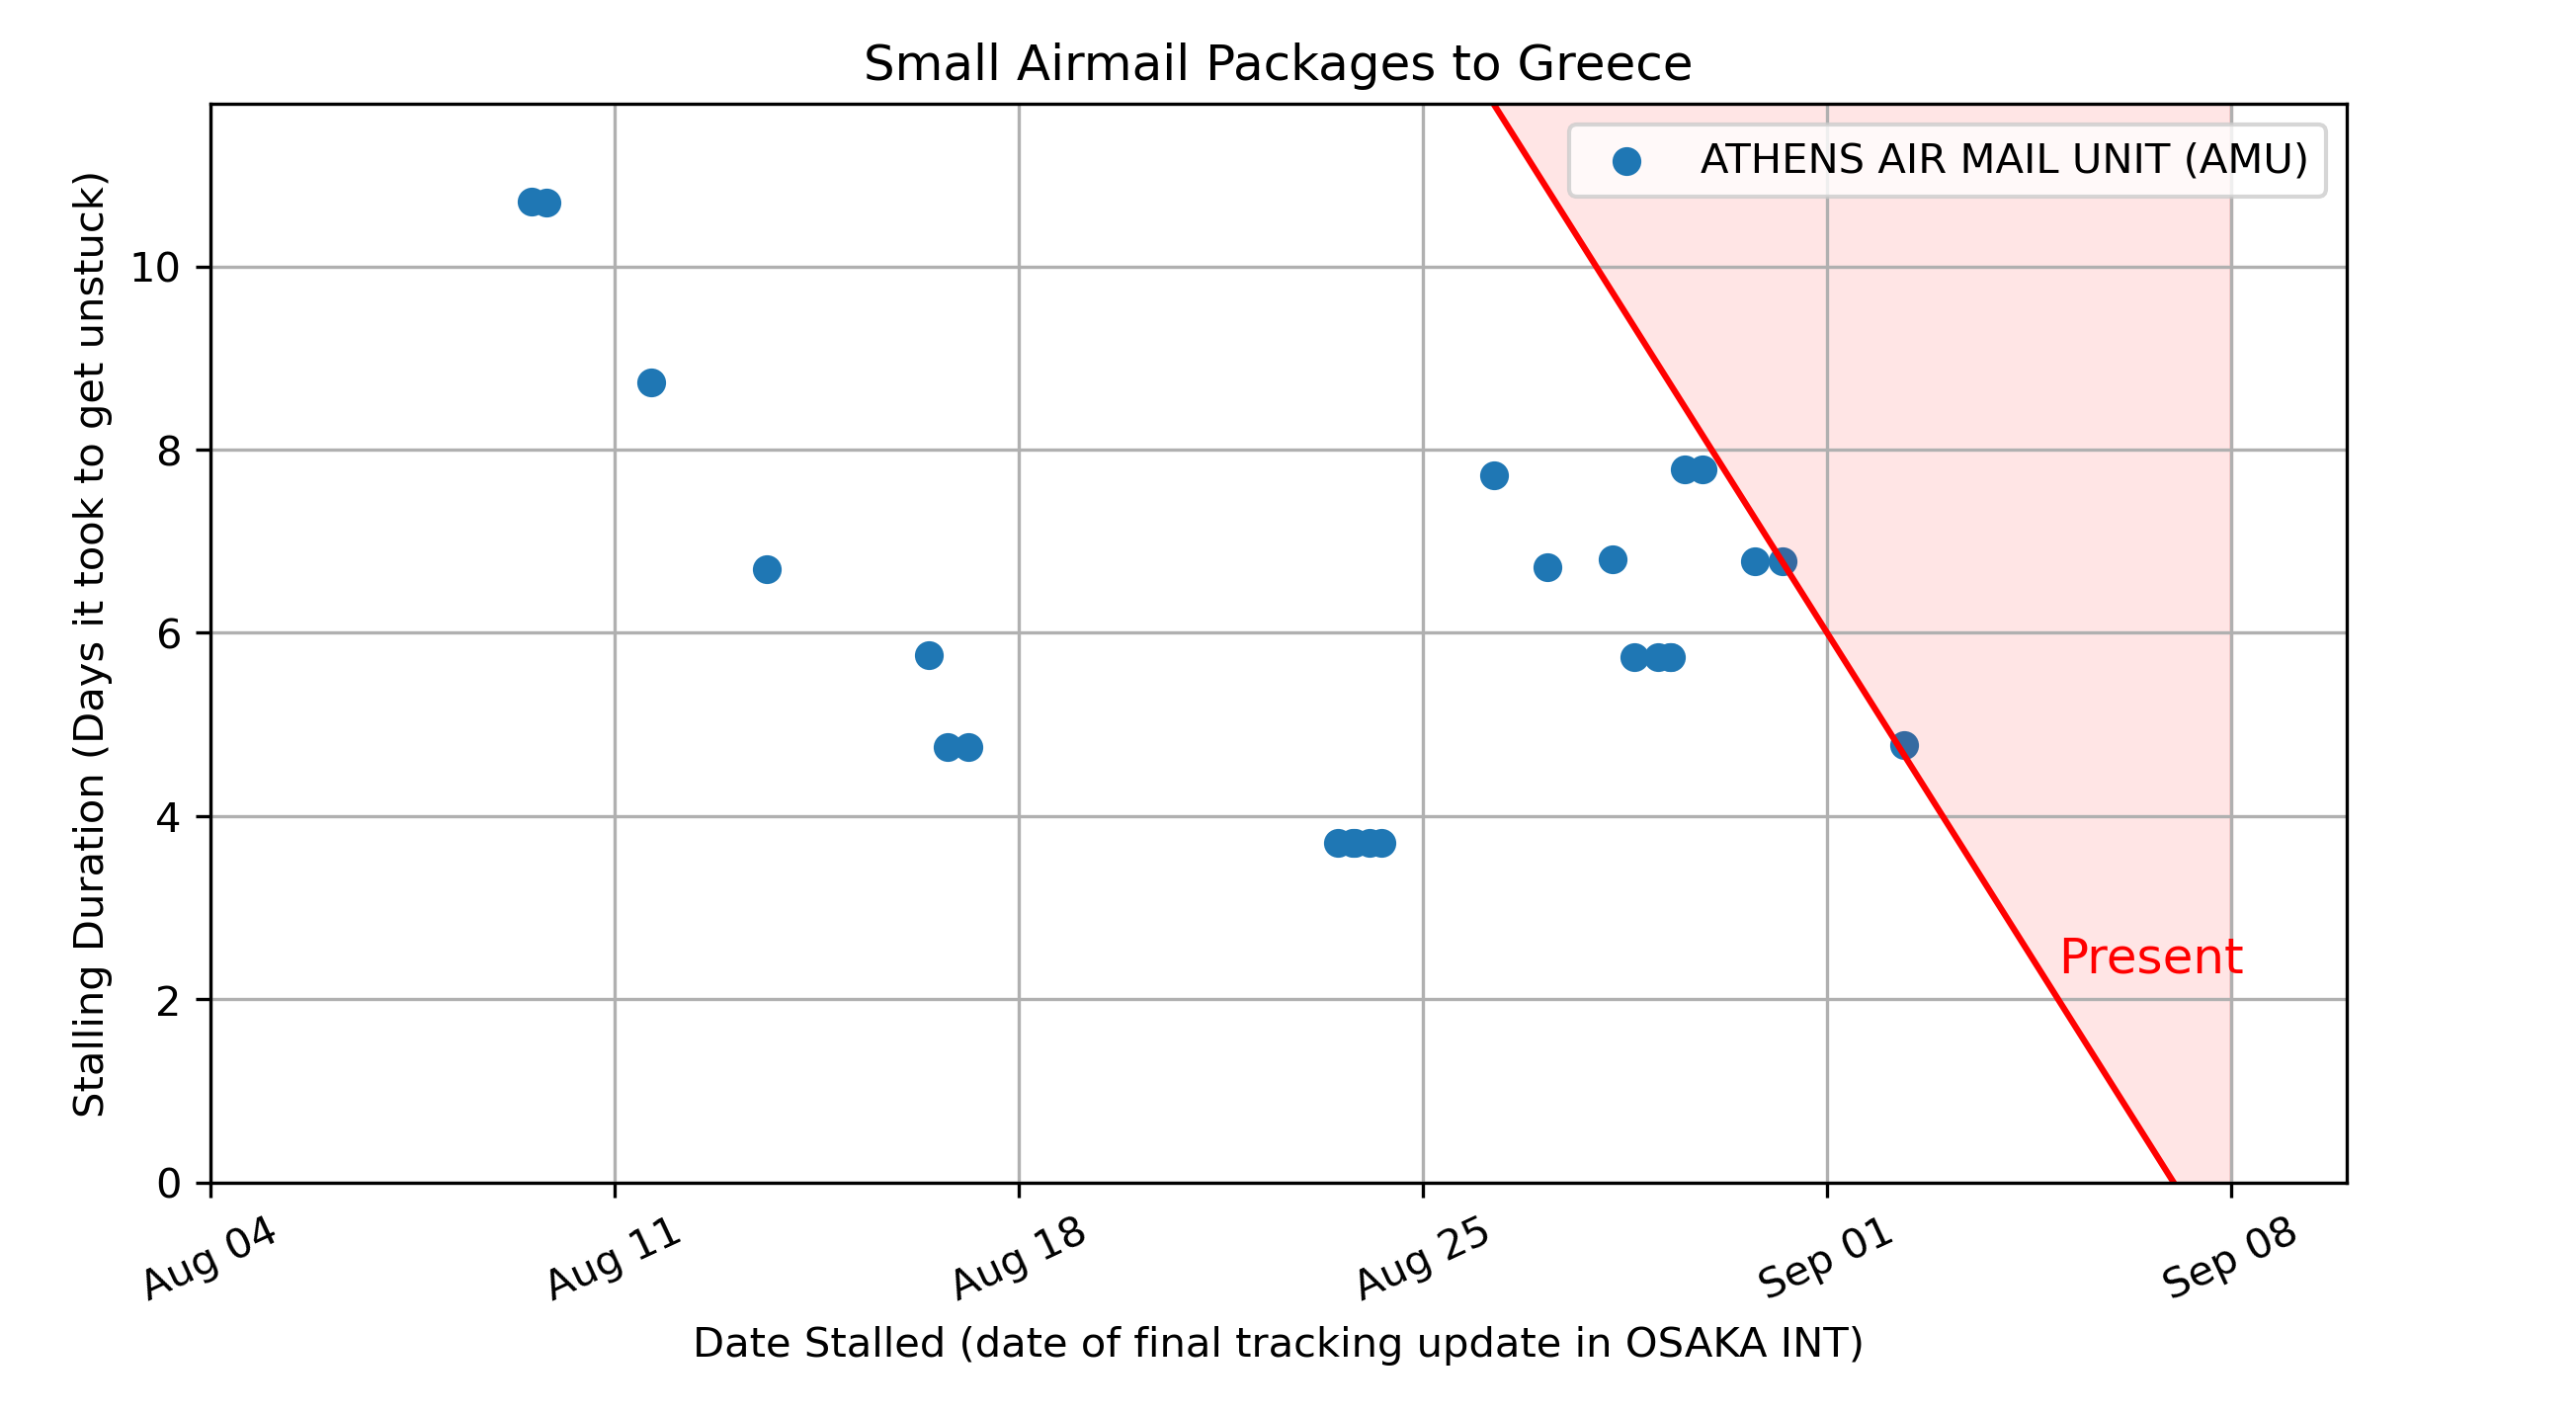 Small Airmail Packages to Greece
ATHENS AIR MAIL UNIT (AMU)
Stalling Duration (Days it took to get unstuck)
10
8
6
4
2
0
Present
Aug 04
Aug 11
Aug 18
Aug 25
Sep 01
Sep 08
Date Stalled (date of final tracking update in OSAKA INT)